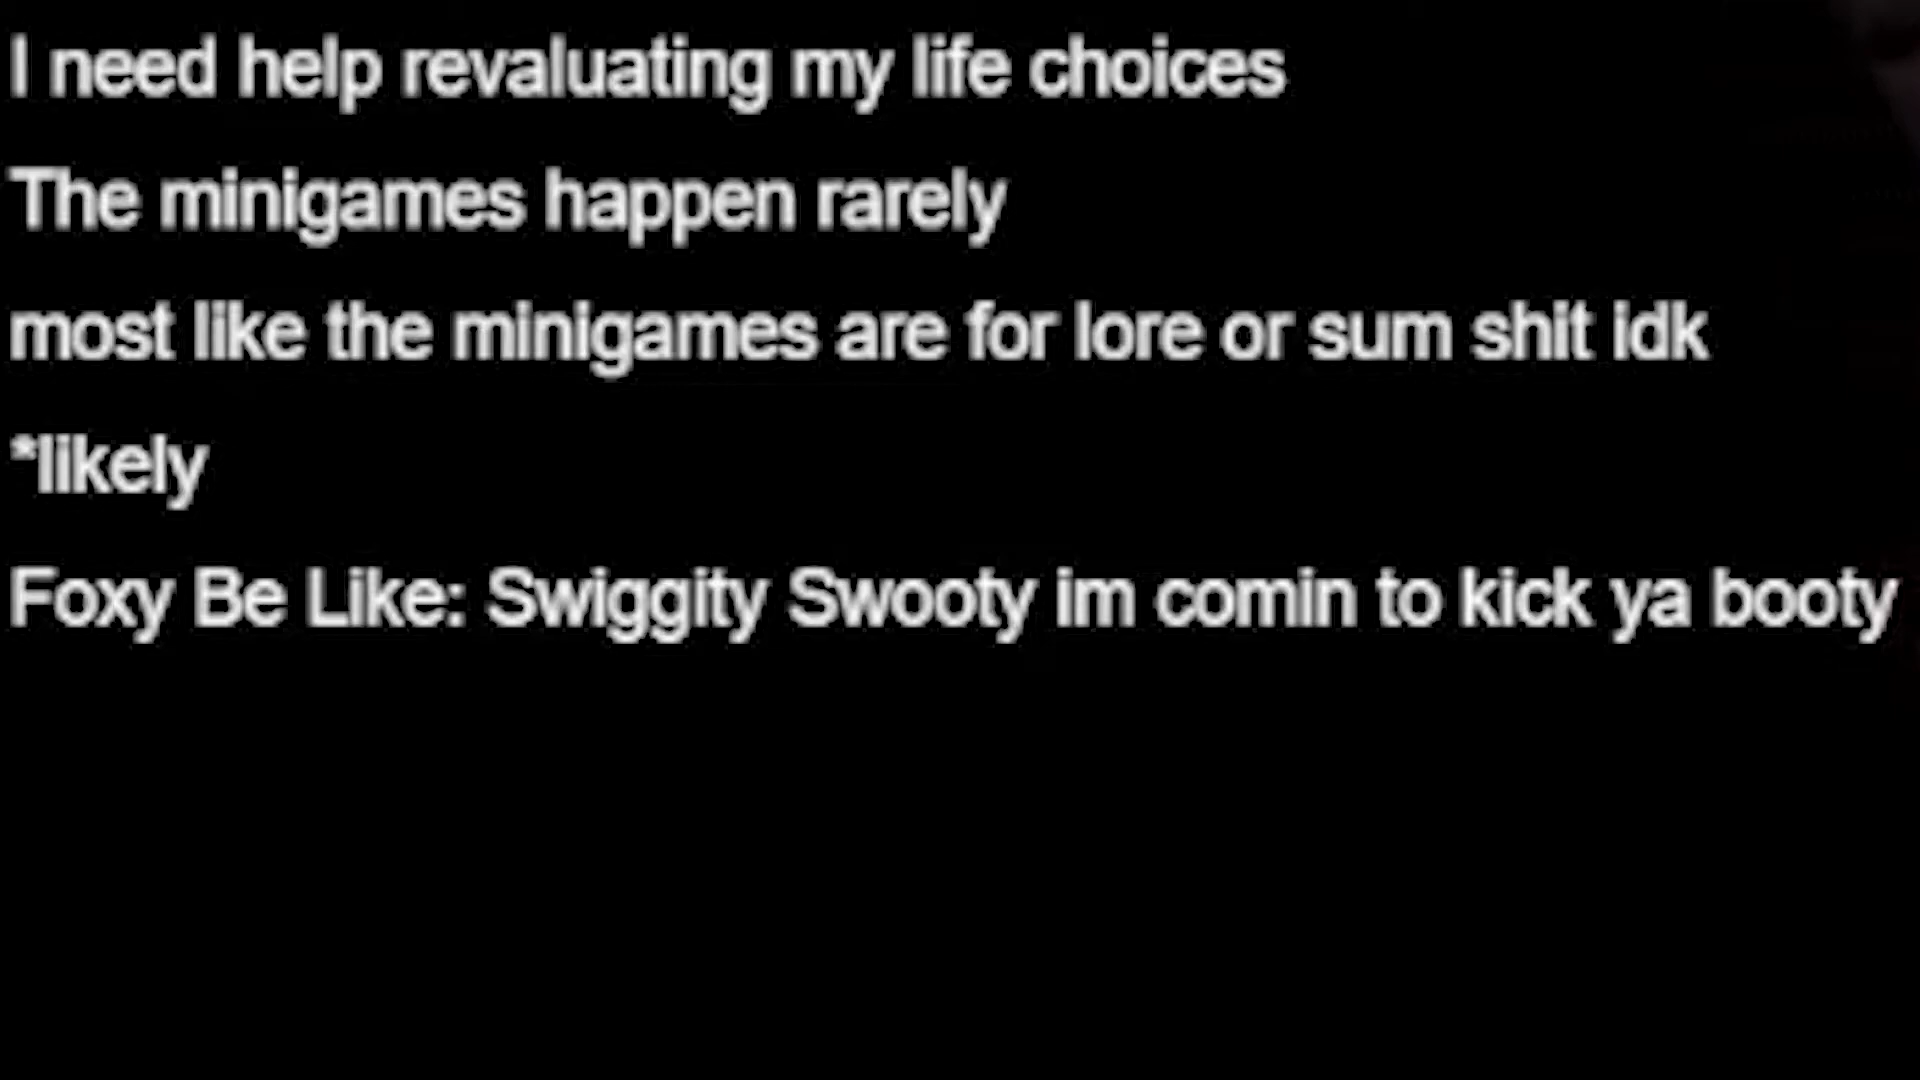 I need help revaluating my life choices
The minigames happen rarely
most like the minigames are for lore or sum shit idk
*likely
Foxy Be Like: Swiggity Swooty im comin to kick ya booty